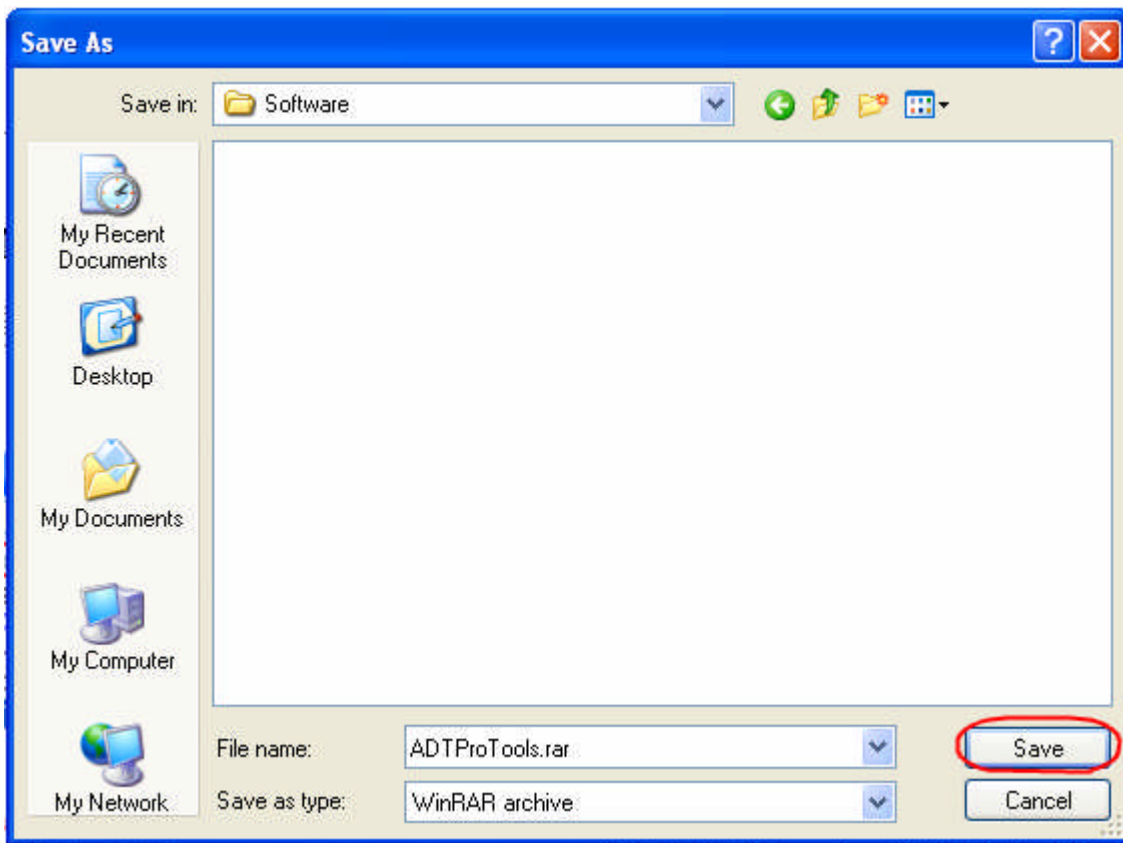 Save As
Save in:
Software
My Recent
Documents
Desktop
My Documents
My Computer
My Network
File name:
ADTProTools.rar
Save
Save as type:
WinRAR archive
Cancel